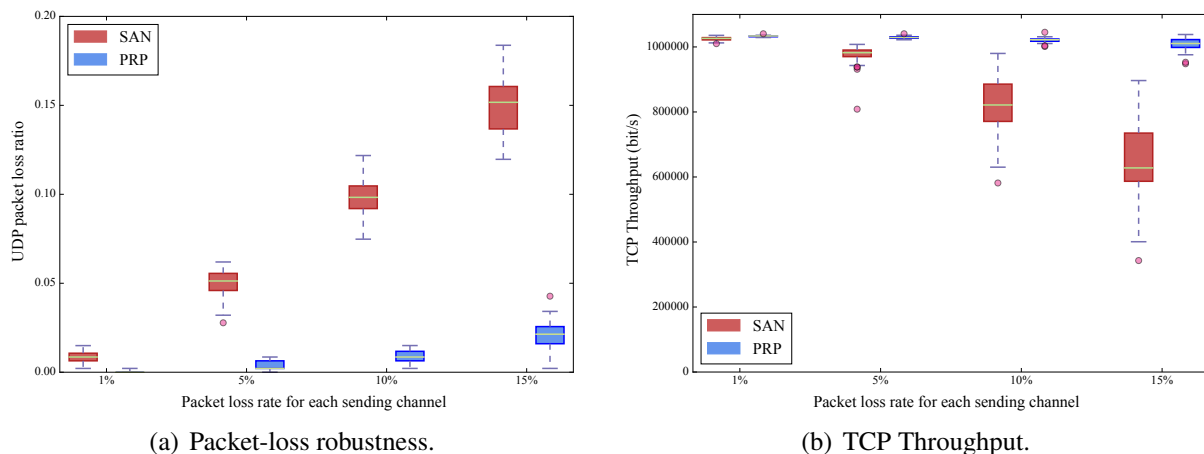 0.20
0.15
0.10
0.05
0.00
UDP packet loss ratio
SAN
PRP
1% 5% 10% 15%
Packet loss rate for each sending channel
(a) Packet-loss robustness.
1000000
800000
600000
400000
200000
0
TCP Throughput (bit/s)
SAN
PRP
1% 5% 10% 15%
Packet loss rate for each sending channel
(b) TCP Throughput.